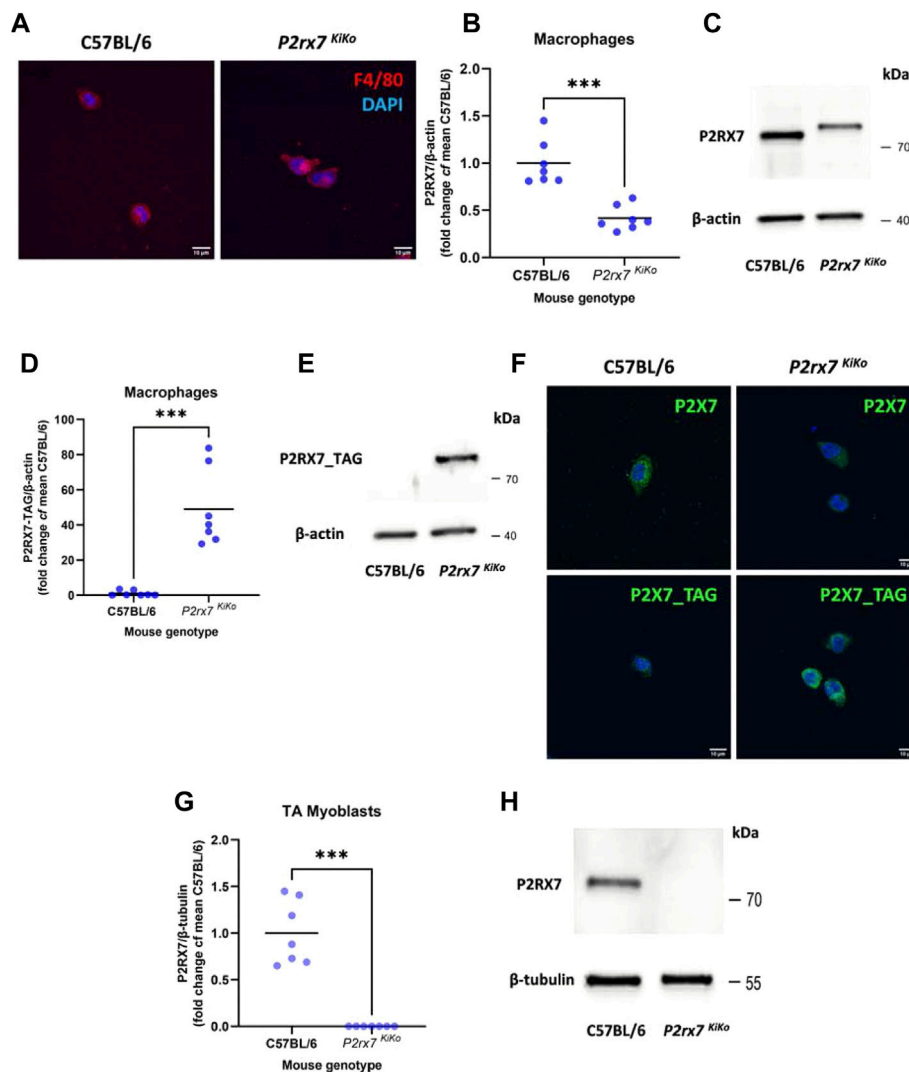 A
C57BL/6
P2rx7 KiKo
F4/80
DAPI
10 μm
10 μm
B
Macrophages
***
P2RX7/β-actin
(fold change cf mean C57BL/6)
2.0
1.5
1.0
0.5
0.0
C57BL/6
P2rx7 KiKo
Mouse genotype
C
kDa
P2RX7
– 70
β-actin
– 40
C57BL/6
P2rx7 KiKo
D
Macrophages
***
P2RX7-TAG/β-actin
(fold change cf mean C57BL/6)
100
80
60
40
20
0
C57BL/6
P2rx7 KiKo
Mouse genotype
E
kDa
P2RX7_TAG
– 70
β-actin
– 40
C57BL/6
P2rx7 KiKo
F
C57BL/6
P2rx7 KiKo
P2X7
P2X7
10 μ
P2X7_TAG
P2X7_TAG
10 μm
10 μ
G
TA Myoblasts
***
P2RX7/β-tubulin
(fold change cf mean C57BL/6)
2.0
1.5
1.0
0.5
0.0
C57BL/6
P2rx7 KiKo
Mouse genotype
H
kDa
P2RX7
– 70
β-tubulin
– 55
C57BL/6
P2rx7 KiKo